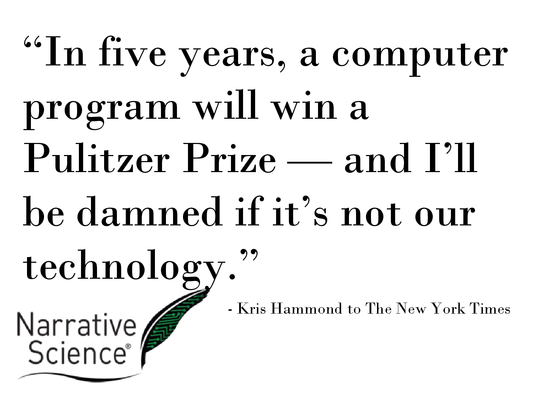 “In five years, a computer
program will win a
Pulitzer Prize — and I’ll
be damned if it’s not our
technology.”
- Kris Hammond to The New York Times
Narrative
Science®